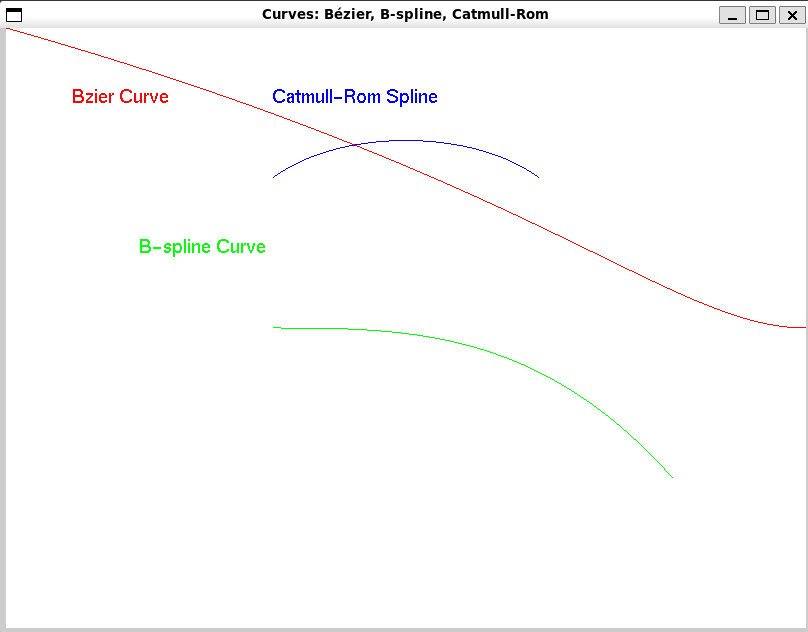 Curves: Bézier, B-spline, Catmull-Rom
Bzier Curve
Catmull-Rom Spline
B-spline Curve